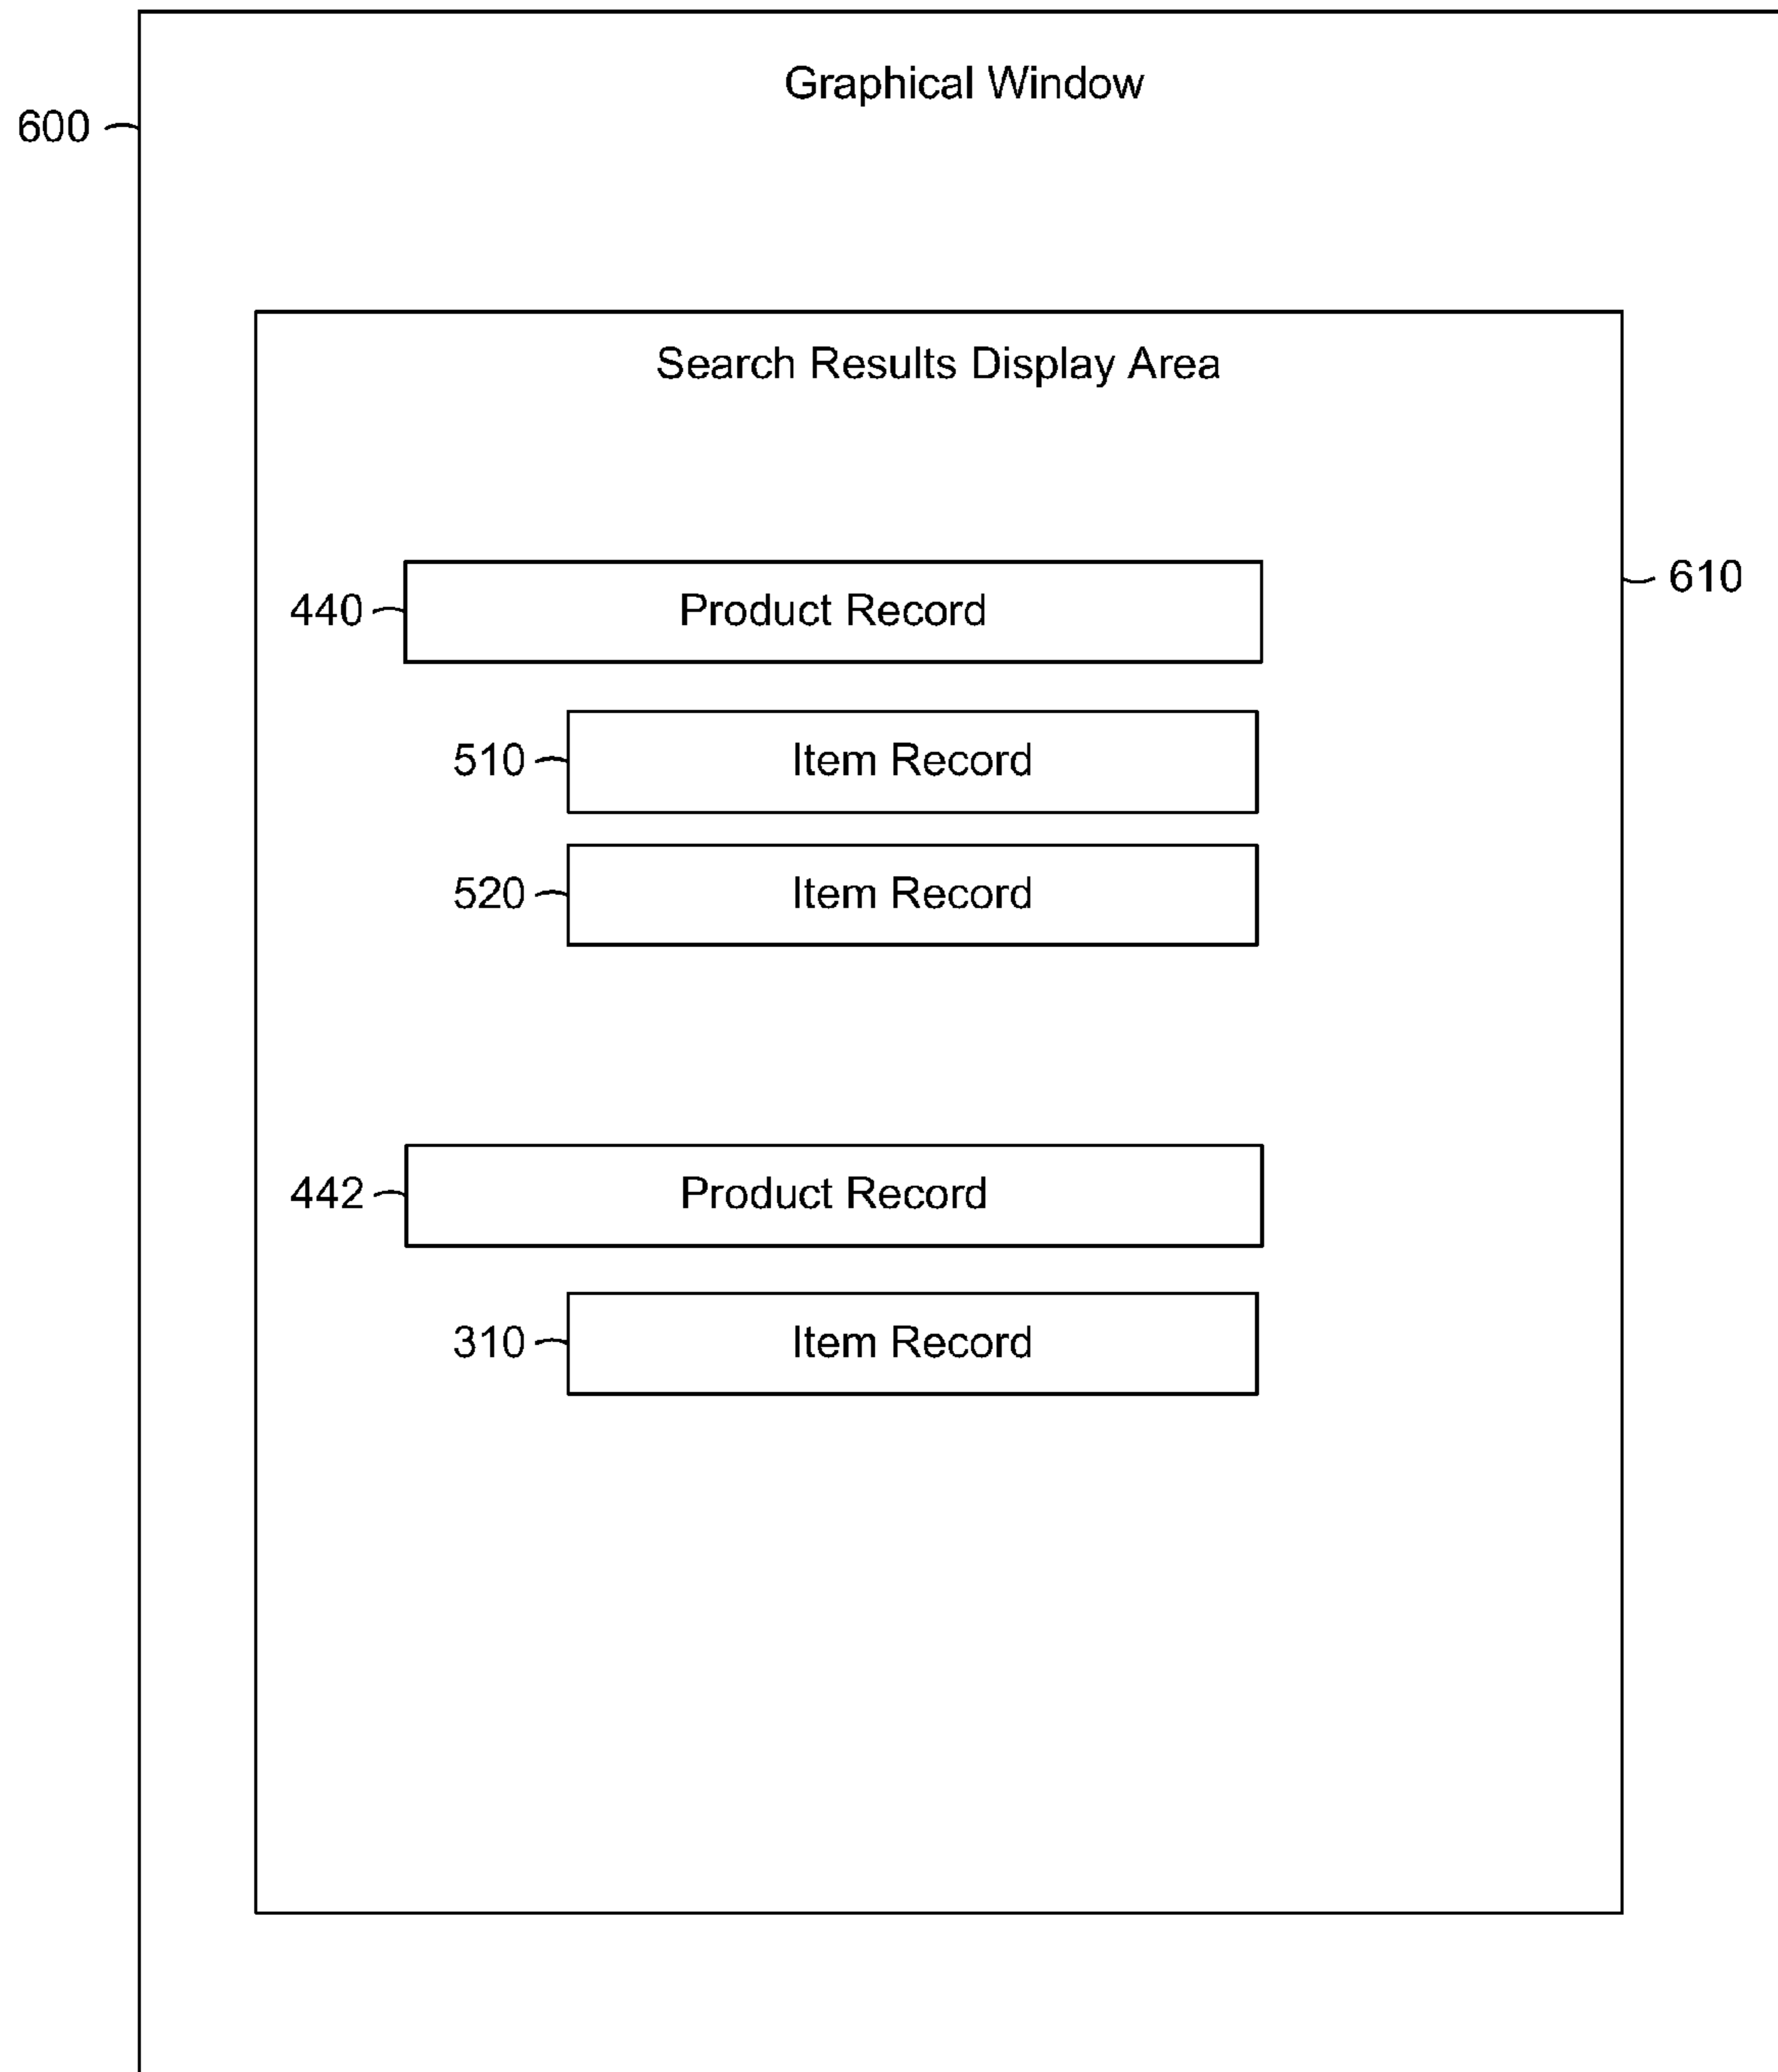 Graphical Window
600
Search Results Display Area
610
440 Product Record
510 Item Record
520 Item Record
442 Product Record
310 Item Record